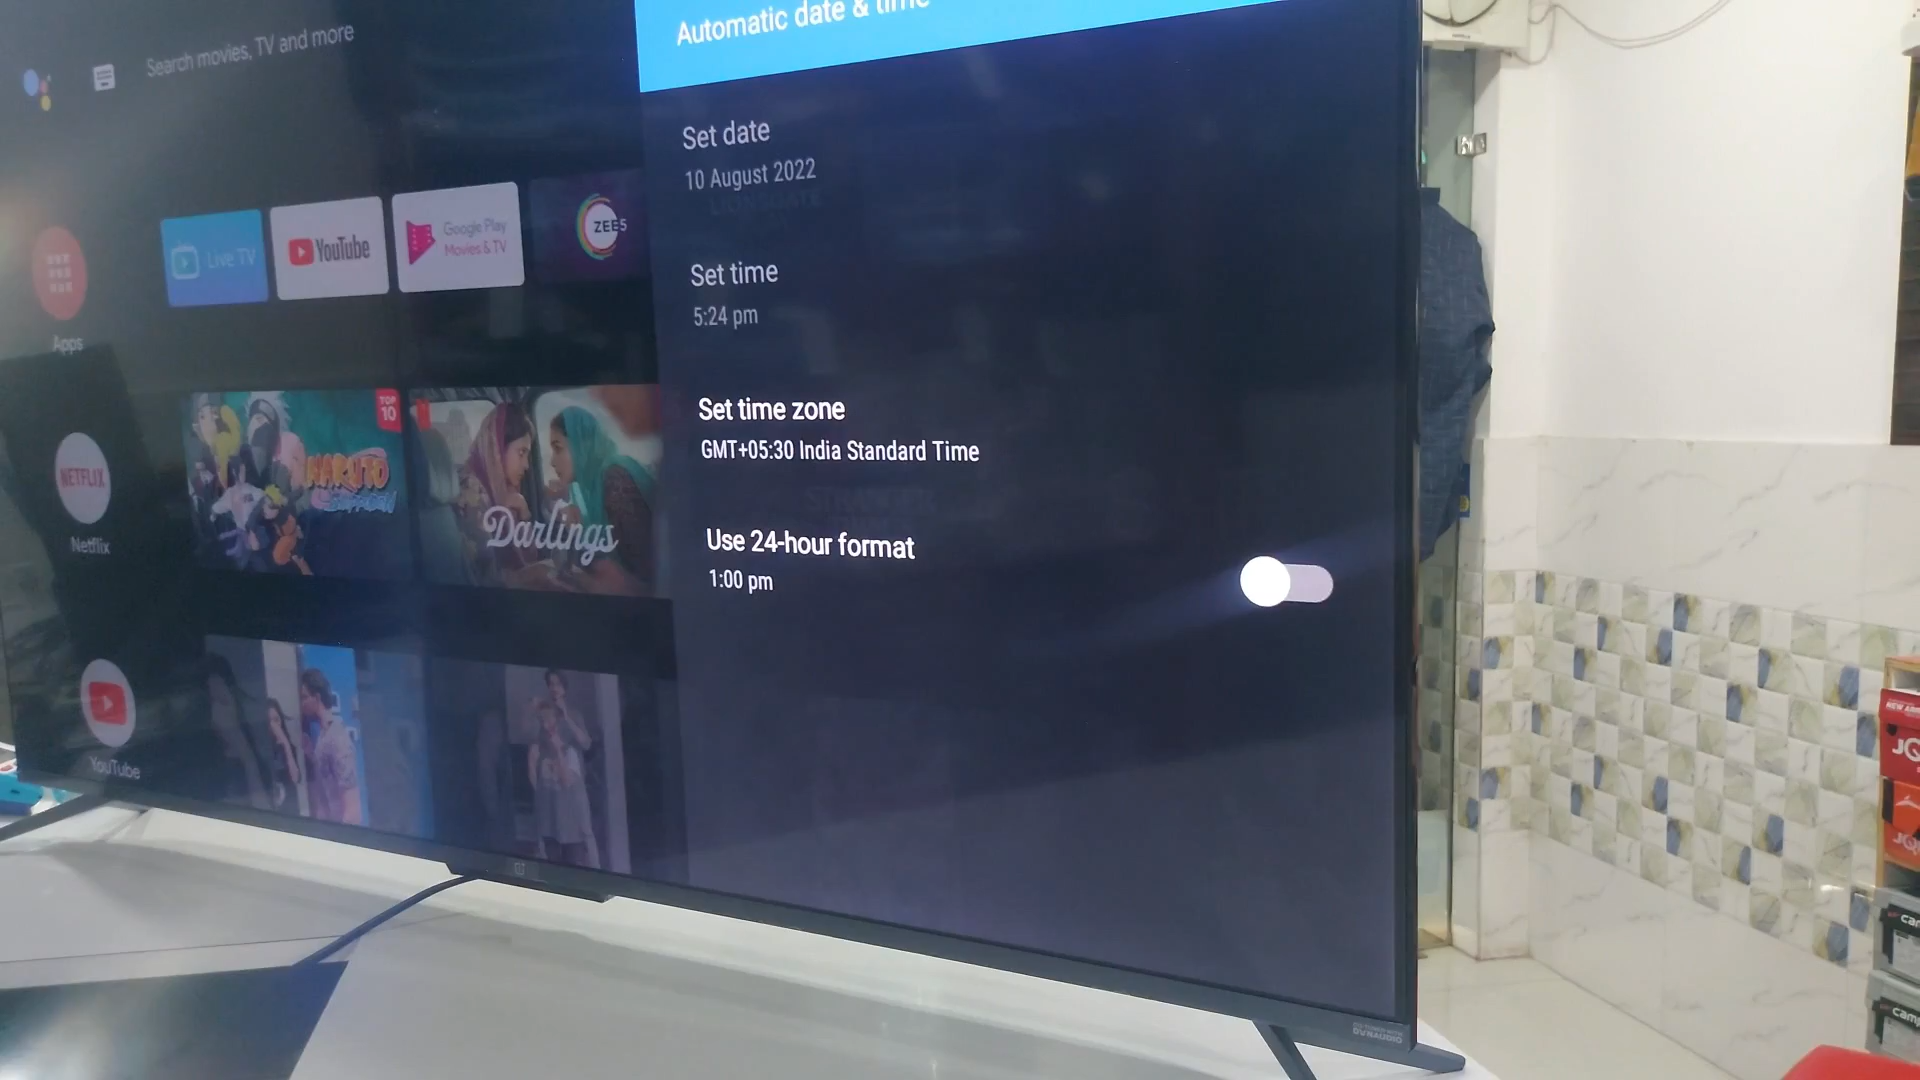 Automatic date & time
Search movies, TV and more
Set date
10 August 2022
Live TV
YouTube
Google Play
Movies & TV
ZEE5
Set time
5:24 pm
Apps
TOP
10
NARUTO
Darlings
Set time zone
GMT+05:30 India Standard Time
NETFLIX
Netflix
Use 24-hour format
1:00 pm
YouTube
DYNAUDIO